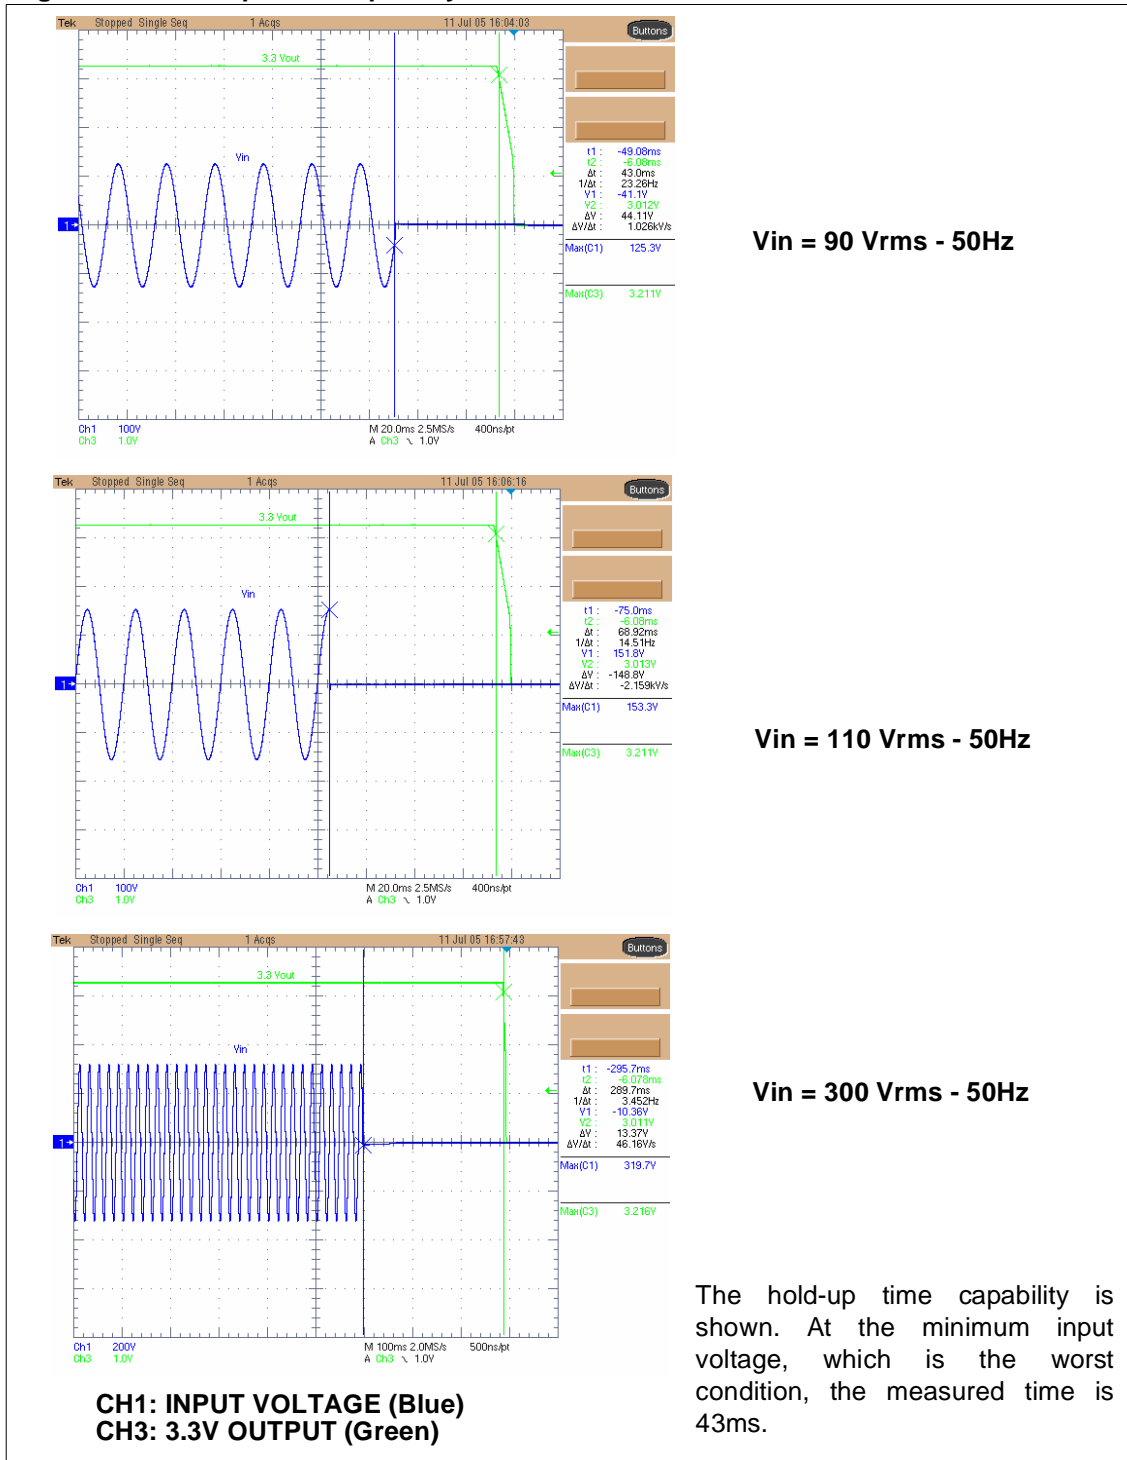 Tek Stopped Single Seq 1 Acqs 11 Jul 05 16:04:03
Buttons
3.3 Vout
Vin
1
t1 : -49.08ms
t2 : -6.08ms
Δt : 43.0ms
1/Δt : 23.26Hz
V1 : -41.1V
V2 : 3.012V
ΔV : 44.11V
ΔV/Δt : 1.026kV/s
Max(C1) 125.3V
Max(C3) 3.211V
Ch1 100V M 20.0ms 2.5MS/s 400ns/pt
Ch3 1.0V A Ch3 1.0V
Vin = 90 Vrms - 50Hz
Tek Stopped Single Seq 1 Acqs 11 Jul 05 16:06:16
Buttons
3.3 Vout
Vin
1
t1 : -75.0ms
t2 : -6.08ms
Δt : 68.92ms
1/Δt : 14.51Hz
V1 : 151.8V
V2 : 3.013V
ΔV : -148.8V
ΔV/Δt : -2.159kV/s
Max(C1) 153.3V
Max(C3) 3.211V
Ch1 100V M 20.0ms 2.5MS/s 400ns/pt
Ch3 1.0V A Ch3 1.0V
Vin = 110 Vrms - 50Hz
Tek Stopped Single Seq 1 Acqs 11 Jul 05 16:57:43
Buttons
3.3 Vout
Vin
1
t1 : -295.7ms
t2 : -6.078ms
Δt : 289.7ms
1/Δt : 3.452Hz
V1 : -10.36V
V2 : 3.011V
ΔV : 13.37V
ΔV/Δt : 46.16V/s
Max(C1) 319.7V
Max(C3) 3.216V
Ch1 200V M 100ms 2.0MS/s 500ns/pt
Ch3 1.0V A Ch3 1.0V
Vin = 300 Vrms - 50Hz
CH1: INPUT VOLTAGE (Blue)
CH3: 3.3V OUTPUT (Green)
The hold-up time capability is
shown. At the minimum input
voltage, which is the worst
condition, the measured time is
43ms.